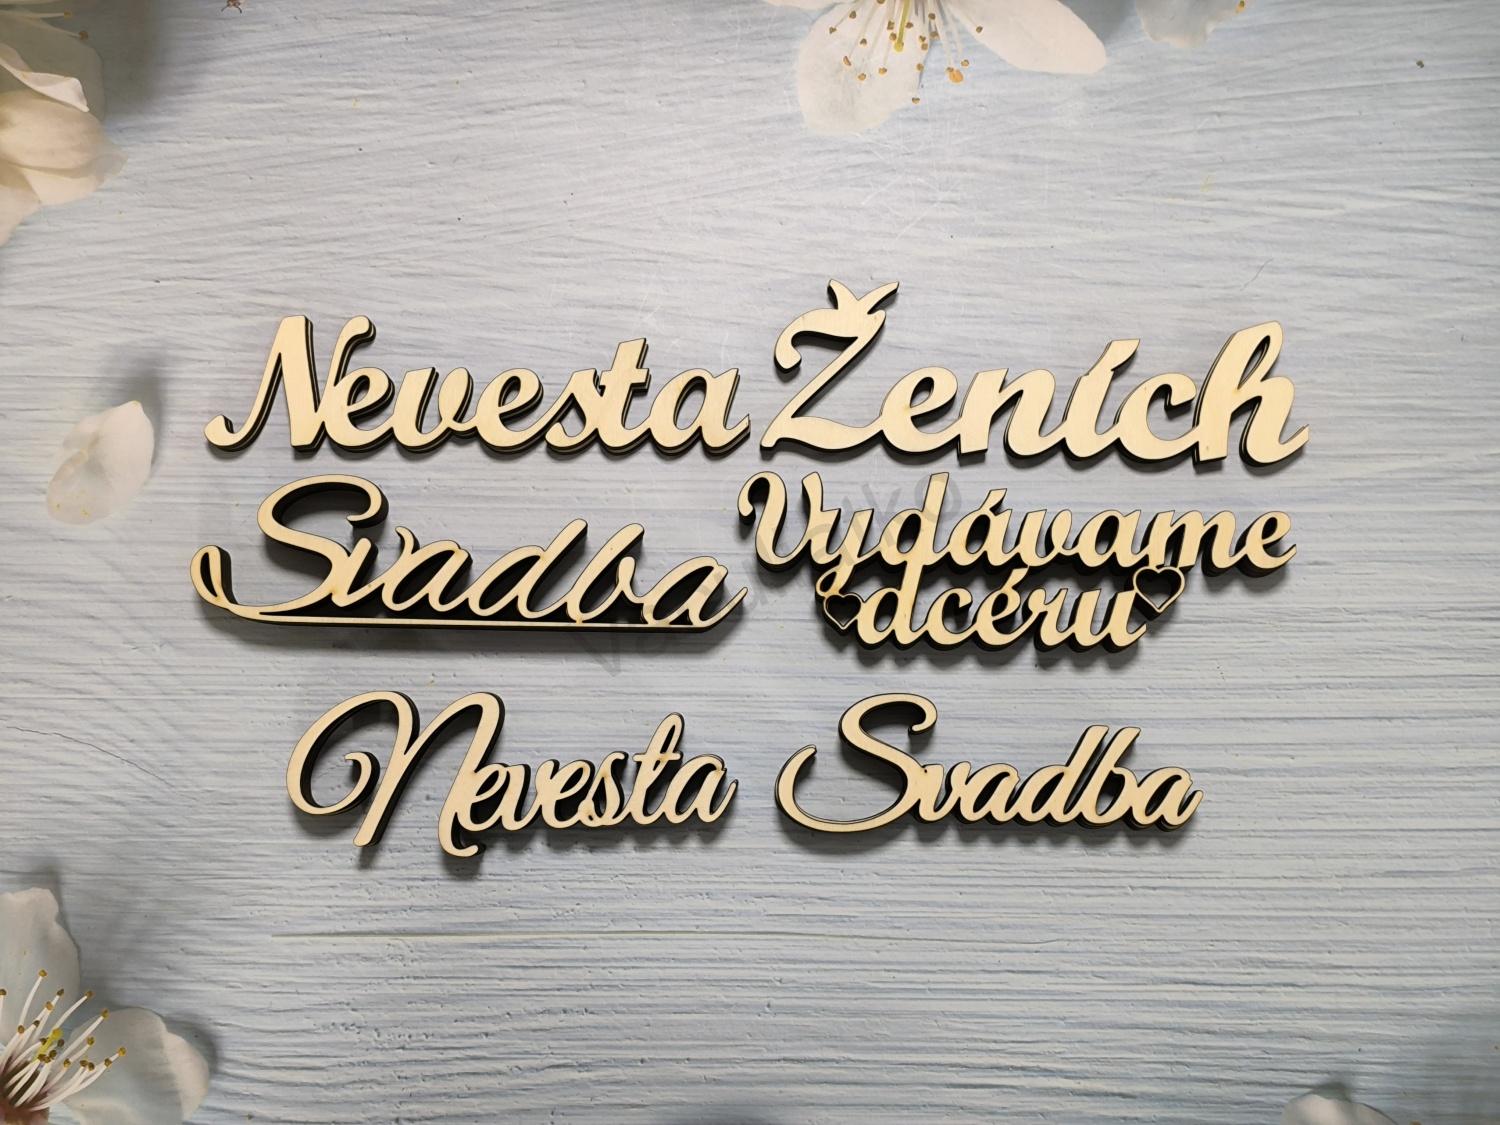 Nevesta Ženích
Svadba Vydávame
dcéru
Nevesta Svadba